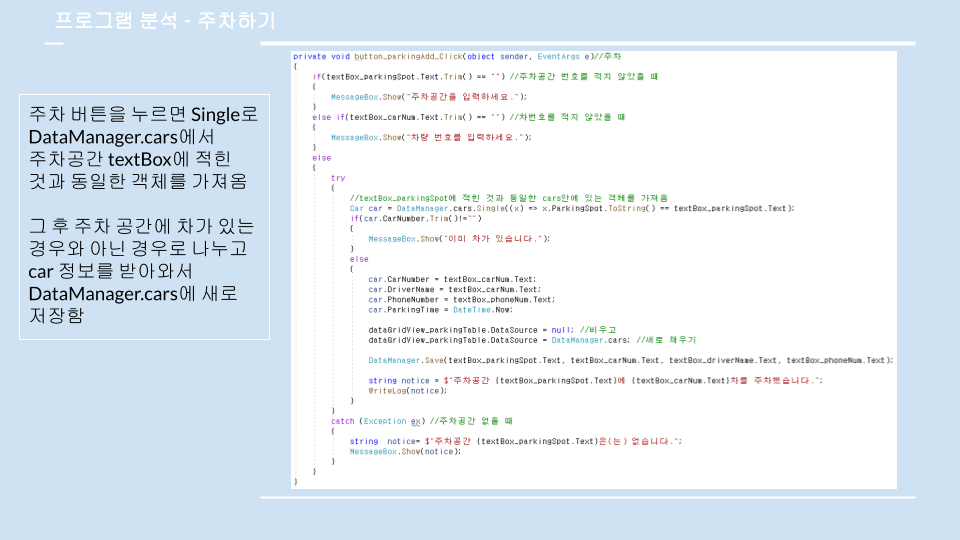 프로그램 분석 - 주차하기
주차 버튼을 누르면 Single로
DataManager.cars에서
주차공간 textBox에 적힌
것과 동일한 객체를 가져옴
그 후 주차 공간에 차가 있는
경우와 아닌 경우로 나누고
car 정보를 받아와서
DataManager.cars에 새로
저장함
private void button_parkingAdd_Click(object sender, EventArgs e)//주차
{
if(textBox_parkingSpot.Text.Trim() == "") //주차공간 번호를 적지 않았을 때
{
MessageBox.Show("주차공간을 입력하세요.");
}
else if(textBox_carNum.Text.Trim() == "") //차번호를 적지 않았을 때
{
MessageBox.Show("차량 번호를 입력하세요.");
}
else
{
try
{
//textBox_parkingSpot에 적힌 것과 동일한 cars안에 있는 객체를 가져옴
Car car = DataManager.cars.Single((x) => x.ParkingSpot.ToString() == textBox_parkingSpot.Text);
if(car.CarNumber.Trim()!="")
{
MessageBox.Show("이미 차가 있습니다.");
}
else
{
car.CarNumber = textBox_carNum.Text;
car.DriverName = textBox_carNum.Text;
car.PhoneNumber = textBox_phoneNum.Text;
car.ParkingTime = DateTime.Now;
dataGridView_parkingTable.DataSource = null; //비우고
dataGridView_parkingTable.DataSource = DataManager.cars; //새로 채우기
DataManager.Save(textBox_parkingSpot.Text, textBox_carNum.Text, textBox_driverName.Text, textBox_phoneNum.Text);
string notice = $"주차공간 {textBox_parkingSpot.Text}에 {textBox_carNum.Text}차를 주차했습니다.";
WriteLog(notice);
}
}
catch (Exception ex) //주차공간 없을 때
{
string notice= $"주차공간 {textBox_parkingSpot.Text}은(는) 없습니다.";
MessageBox.Show(notice);
}
}
}